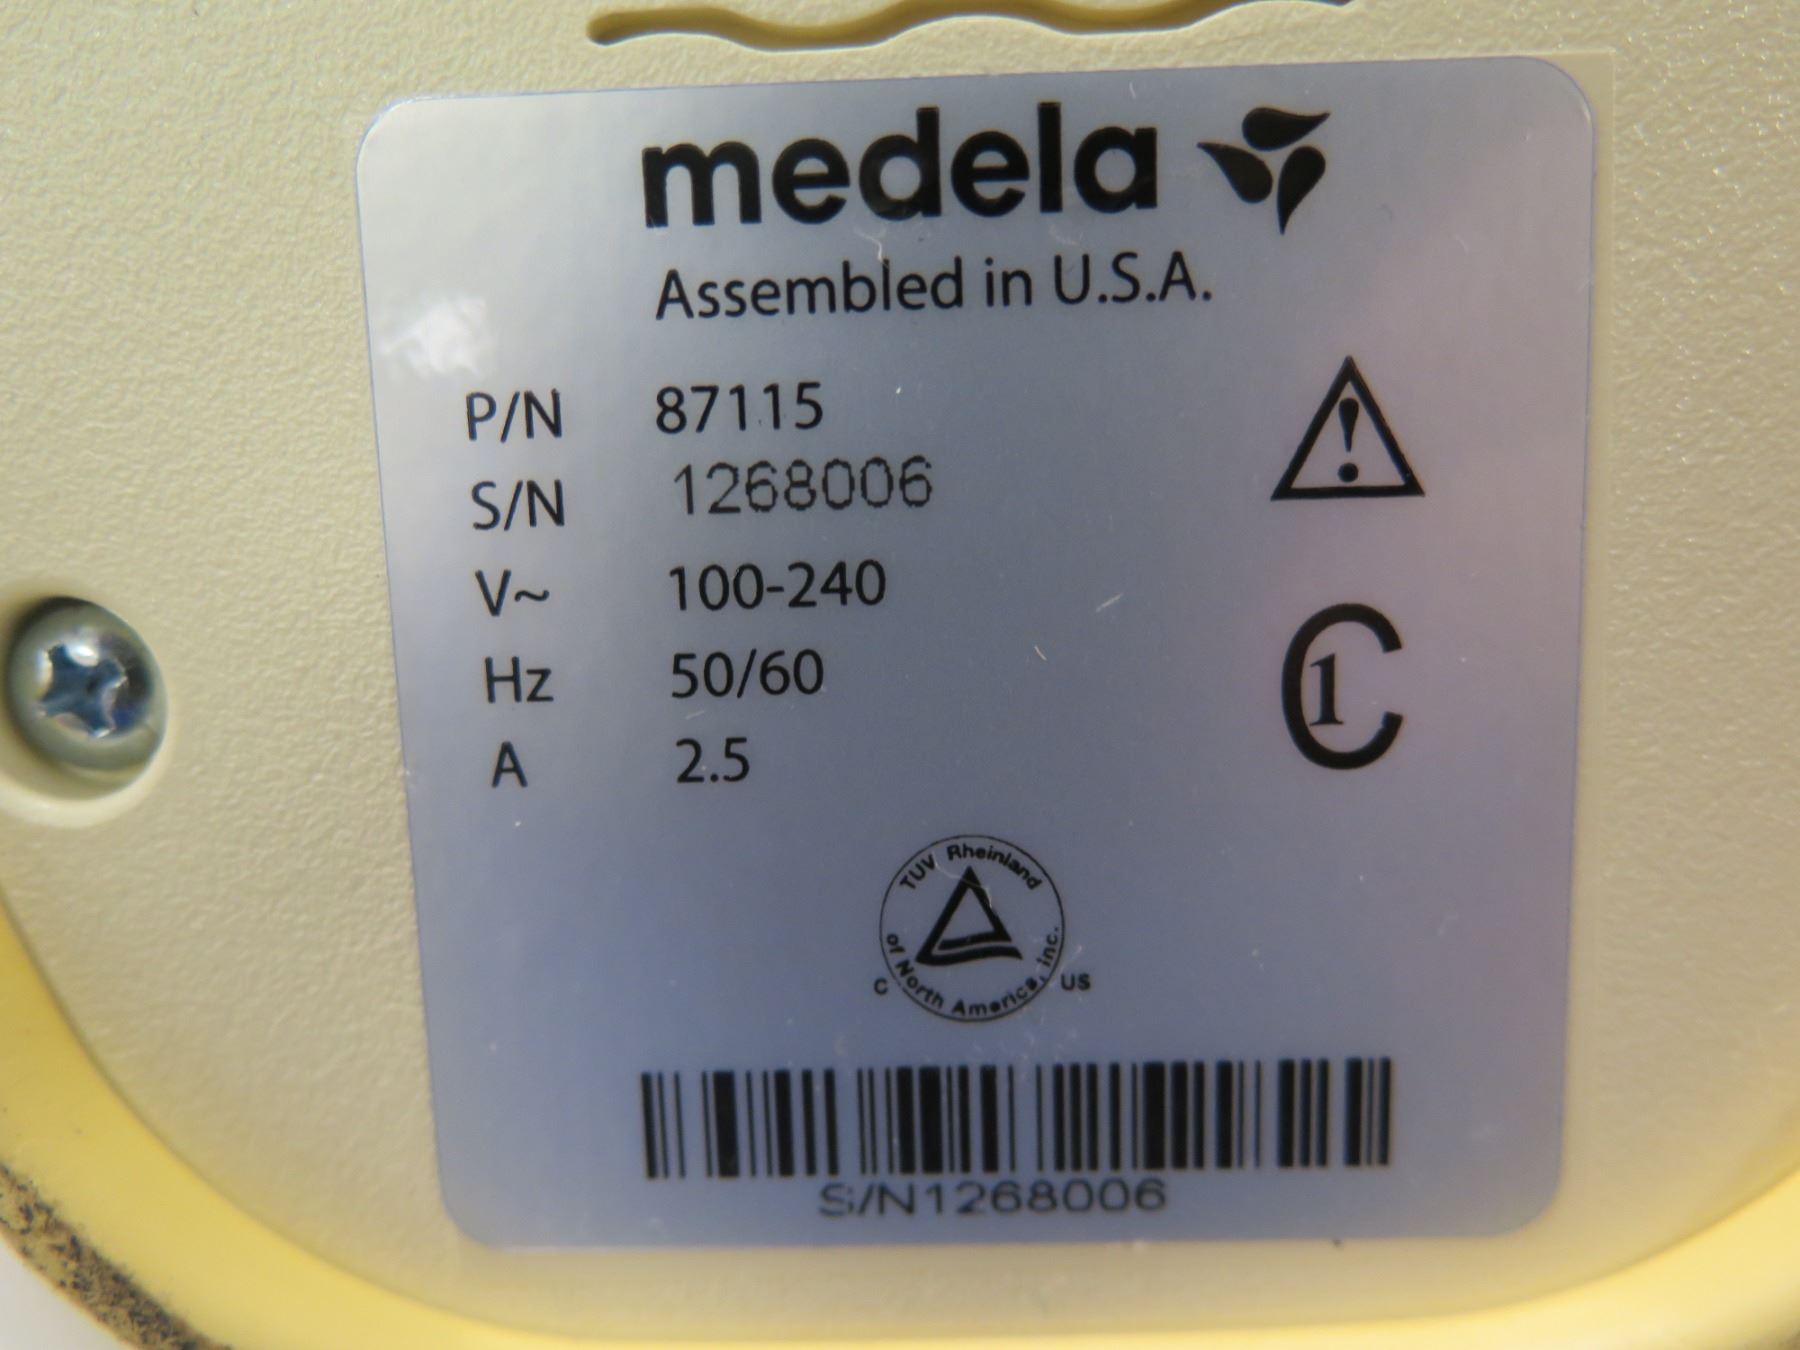 medela
Assembled in U.S.A.
P/N 87115
S/N 1268006
V~ 100-240
Hz 50/60
A 2.5
!
C1
TUV Rheinland
of North America, Inc.
C US
S/N1268006